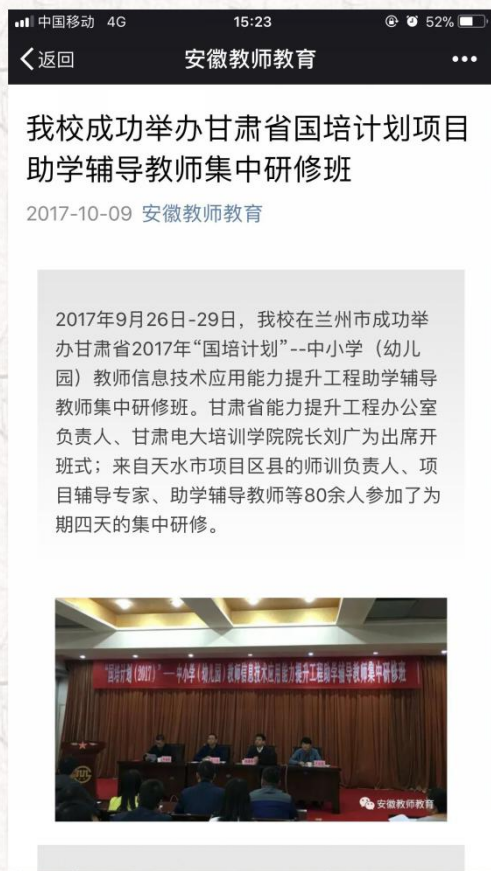 中国移动 4G 15:23 52%
返回 安徽教师教育
我校成功举办甘肃省国培计划项目
助学辅导教师集中研修班
2017-10-09 安徽教师教育
2017年9月26日-29日，我校在兰州市成功举
办甘肃省2017年“国培计划”--中小学（幼儿
园）教师信息技术应用能力提升工程助学辅导
教师集中研修班。甘肃省能力提升工程办公室
负责人、甘肃电大培训学院院长刘广为出席开
班式；来自天水市项目区县的师训负责人、项
目辅导专家、助学辅导教师等80余人参加了为
期四天的集中研修。
“国培计划（2017）”——中小学（幼儿园）教师信息技术应用能力提升工程助学辅导教师集中研修班
安徽教师教育